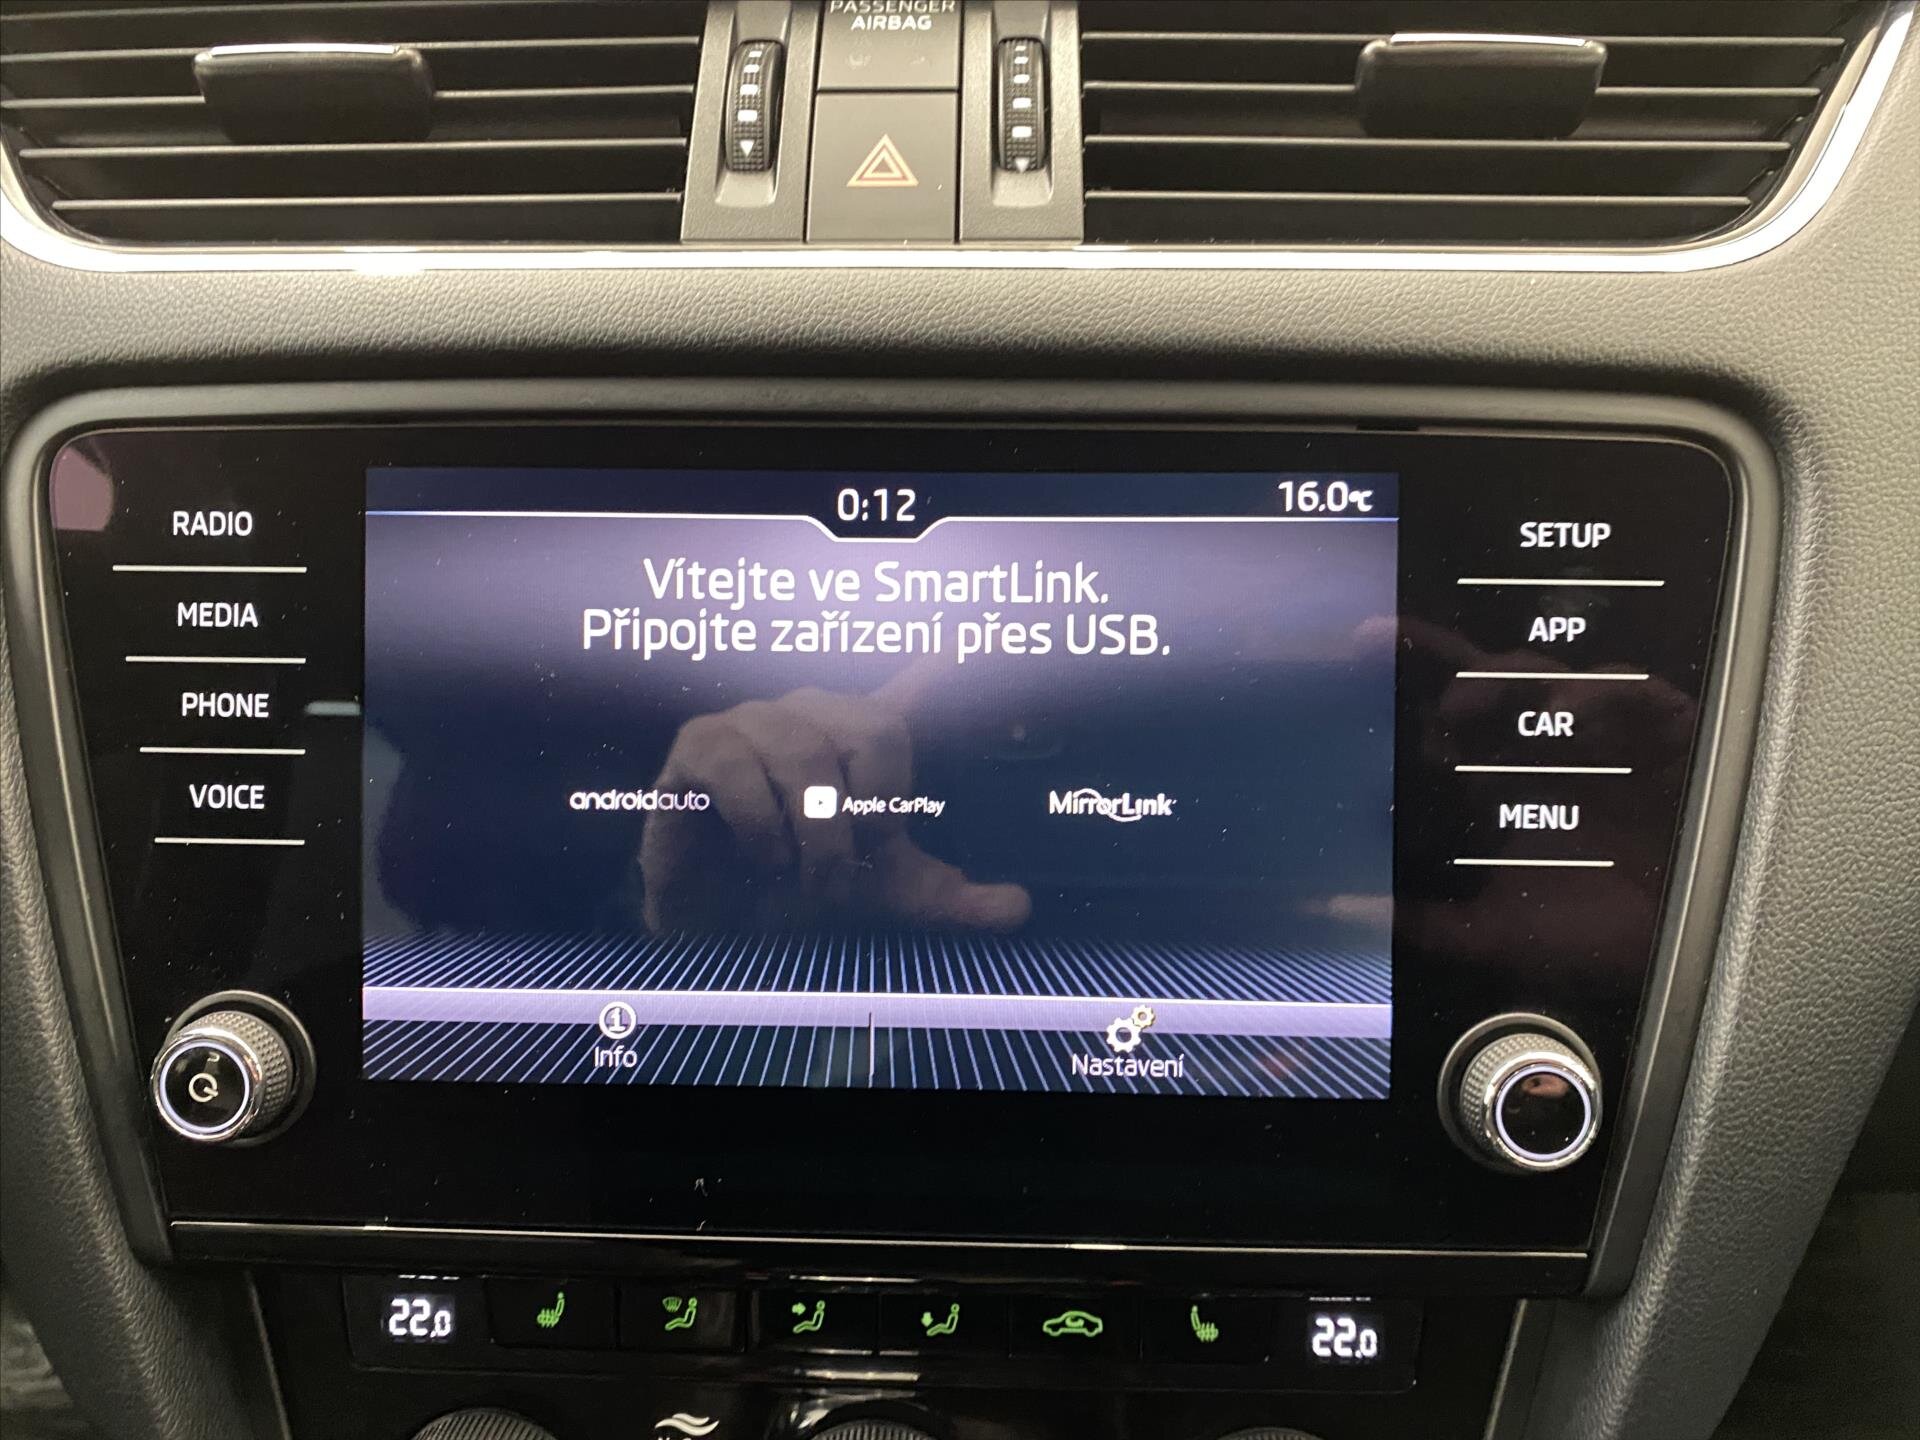 PASSENGER
AIRBAG
0:12
16.0°C
RADIO
MEDIA
PHONE
VOICE
Vítejte ve SmartLink.
Připojte zařízení přes USB.
androidauto
Apple CarPlay
MirrorLink
Info
Nastavení
SETUP
APP
CAR
MENU
22.0
22.0